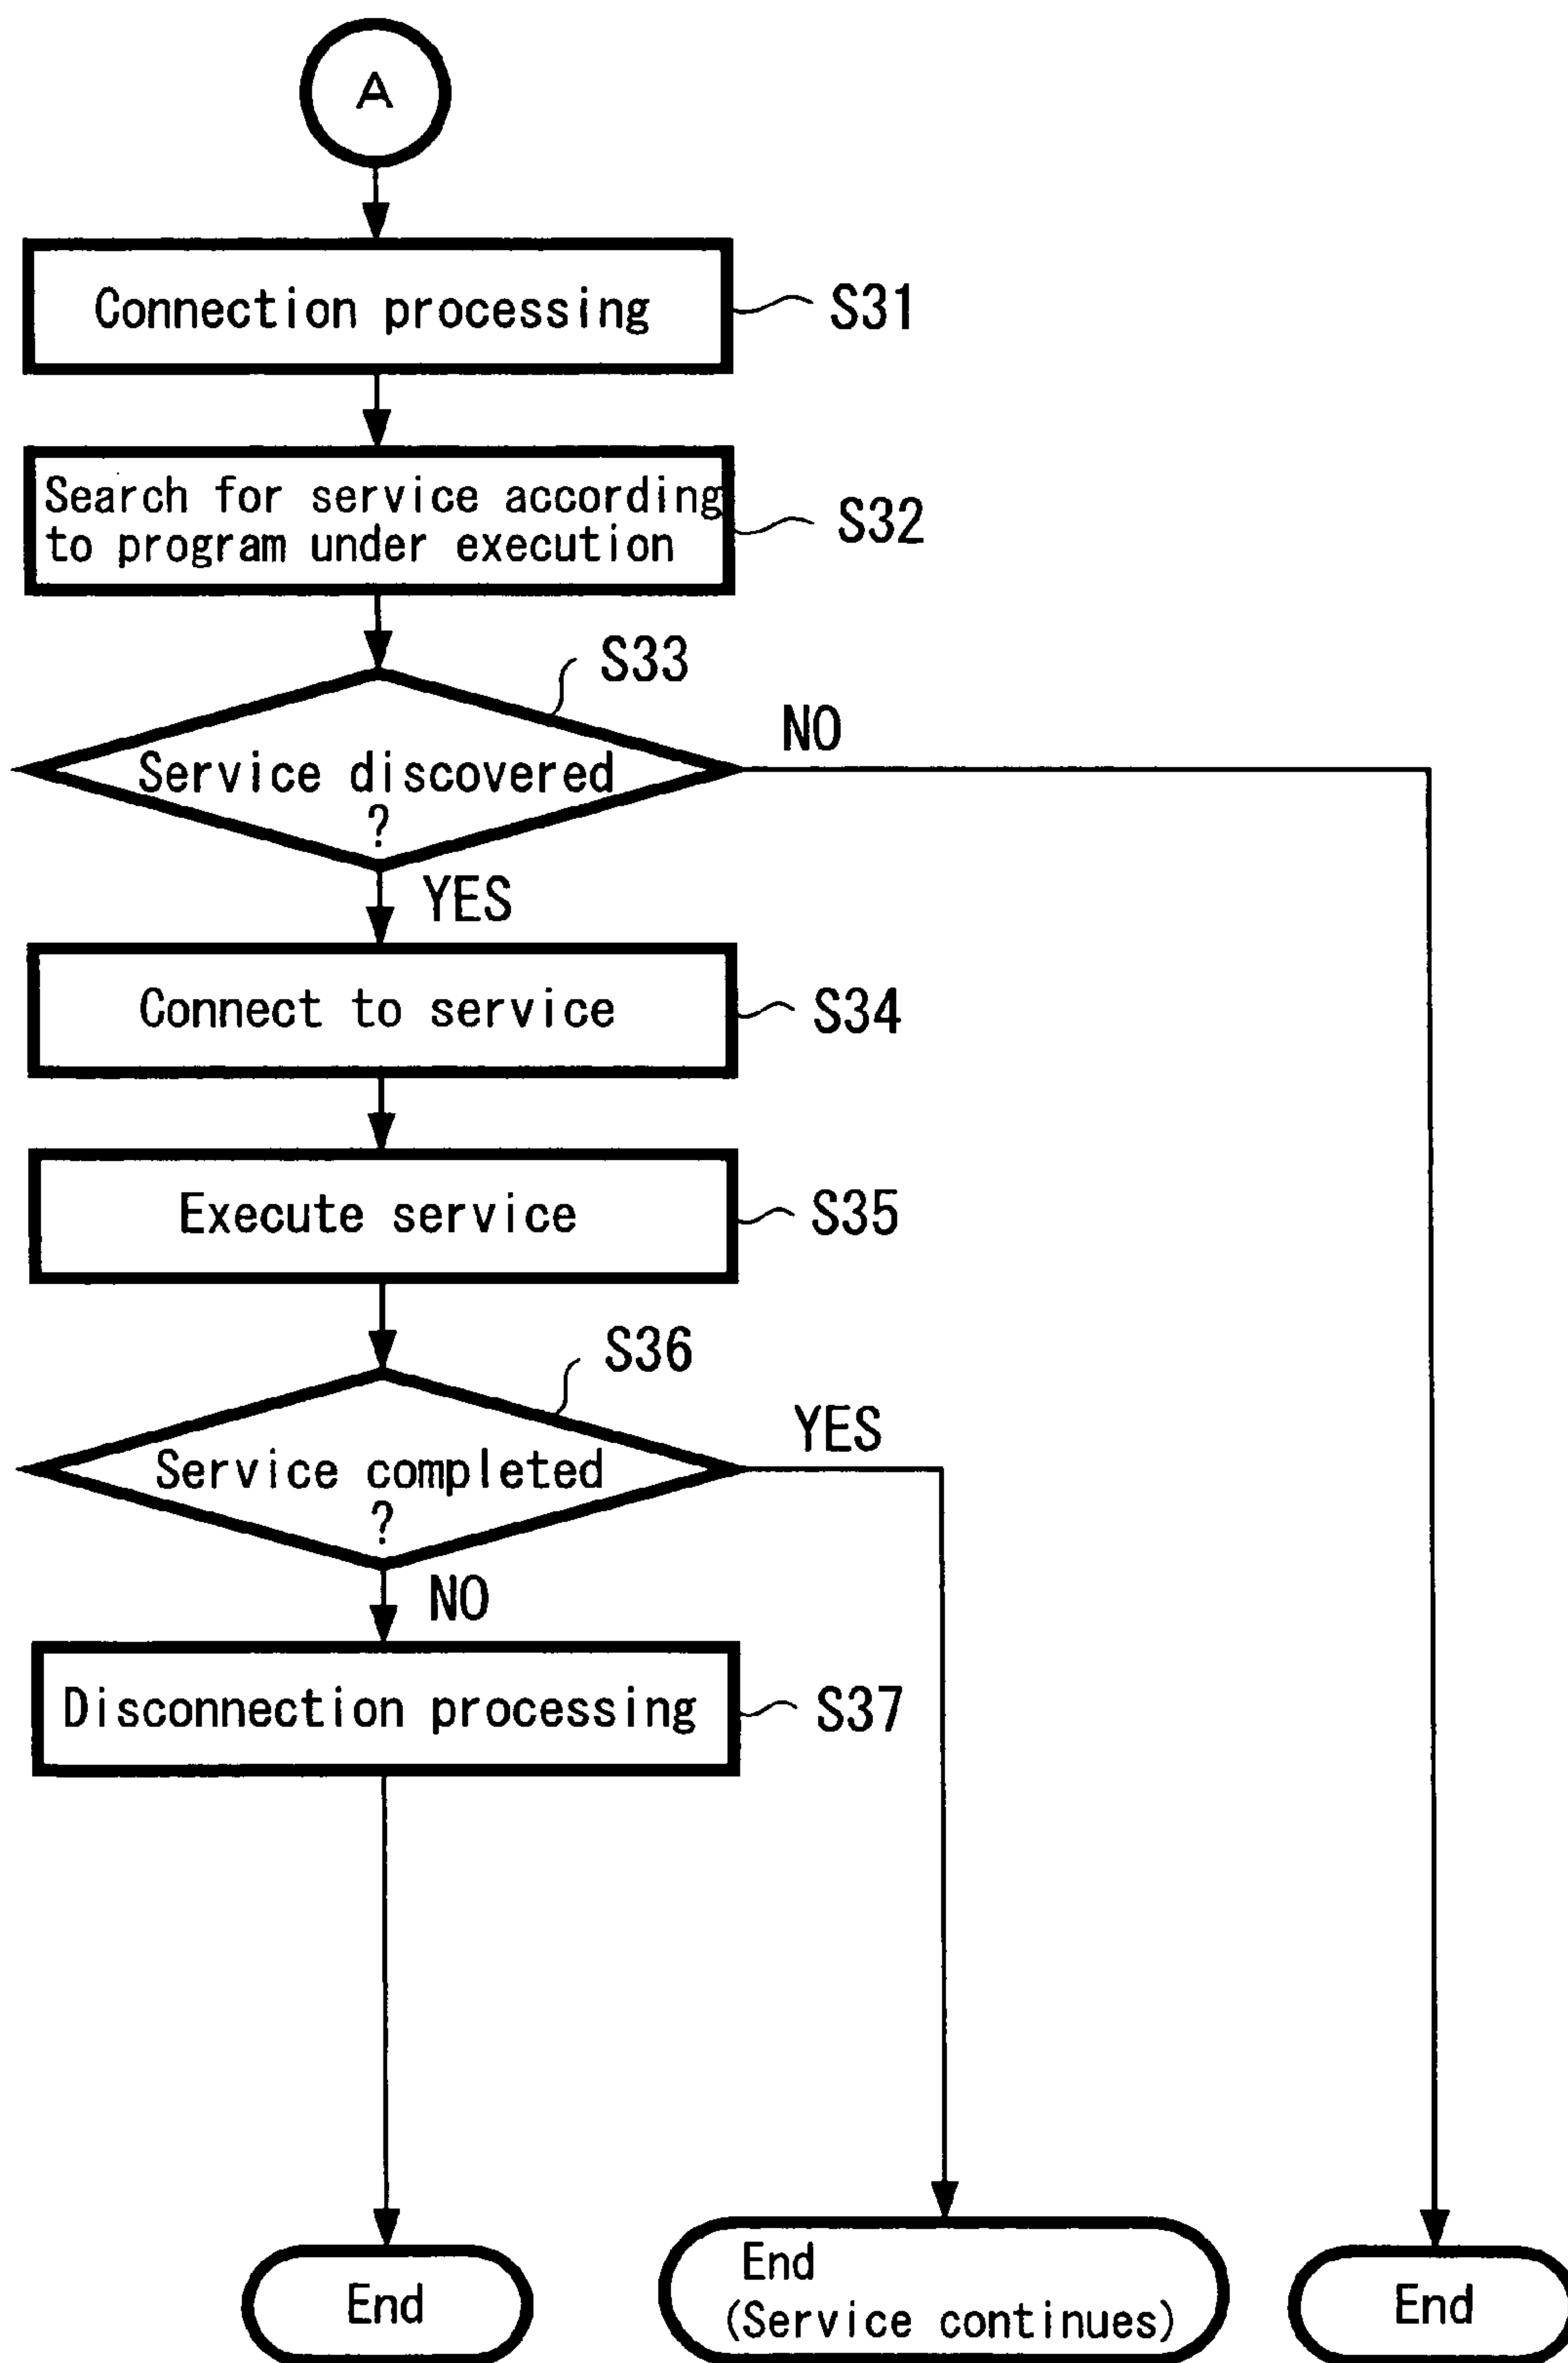 A
Connection processing
S31
Search for service according
to program under execution
S32
S33
Service discovered
?
NO
YES
Connect to service
S34
Execute service
S35
S36
Service completed
?
YES
NO
Disconnection processing
S37
End
End
(Service continues)
End